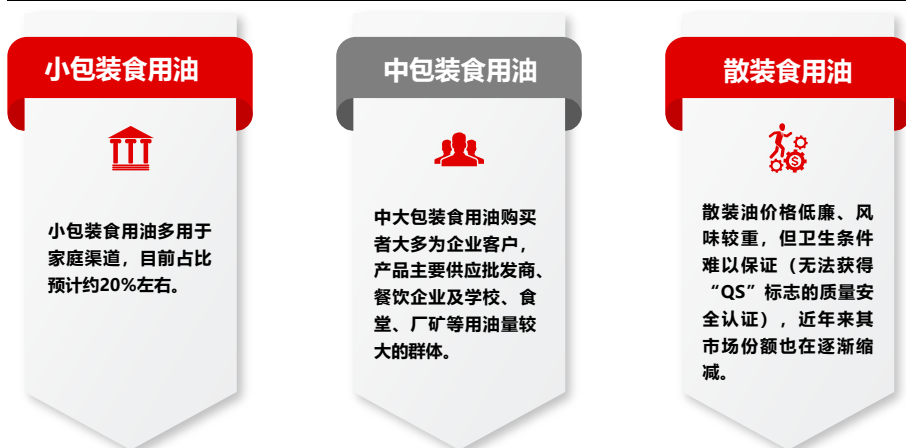 小包装食用油
小包装食用油多用于
家庭渠道，目前占比
预计约20%左右。
中包装食用油
中大包装食用油购买
者大多为企业客户，
产品主要供应批发商、
餐饮企业及学校、食
堂、厂矿等用油量较
大的群体。
散装食用油
散装油价格低廉、风
味较重，但卫生条件
难以保证（无法获得
“QS”标志的质量安
全认证），近年来其
市场份额也在逐渐缩
减。